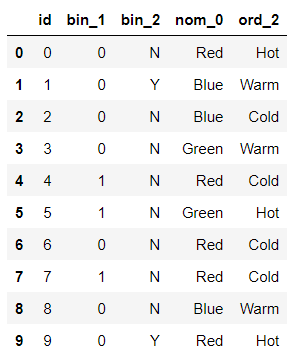 id bin_1 bin_2 nom_0 ord_2
0 0 0 N Red Hot
1 1 0 Y Blue Warm
2 2 0 N Blue Cold
3 3 0 N Green Warm
4 4 1 N Red Cold
5 5 1 N Green Hot
6 6 0 N Red Cold
7 7 1 N Red Cold
8 8 0 N Blue Warm
9 9 0 Y Red Hot